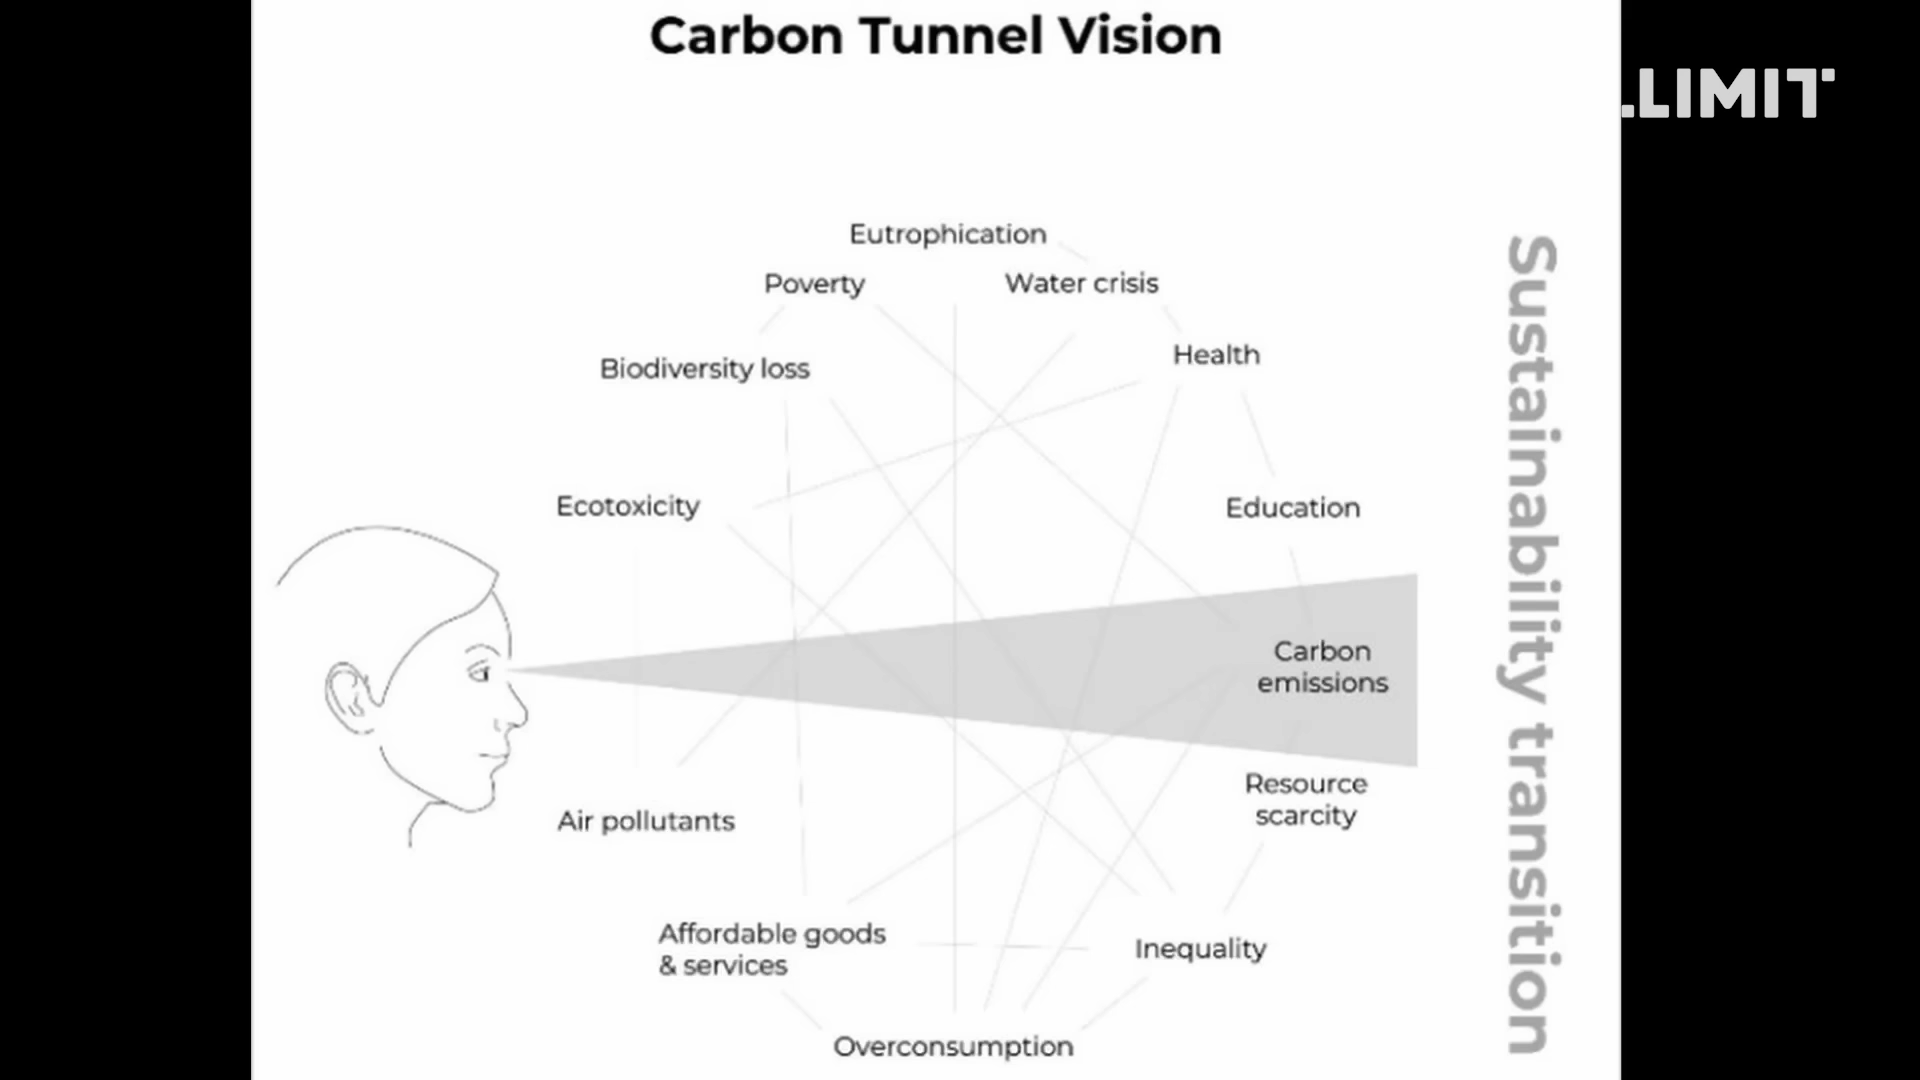 Carbon Tunnel Vision
.LIMIT
Eutrophication
Poverty
Water crisis
Health
Biodiversity loss
Ecotoxicity
Education
Carbon
emissions
Resource
scarcity
Air pollutants
Affordable goods
& services
Inequality
Overconsumption
Sustainability transition